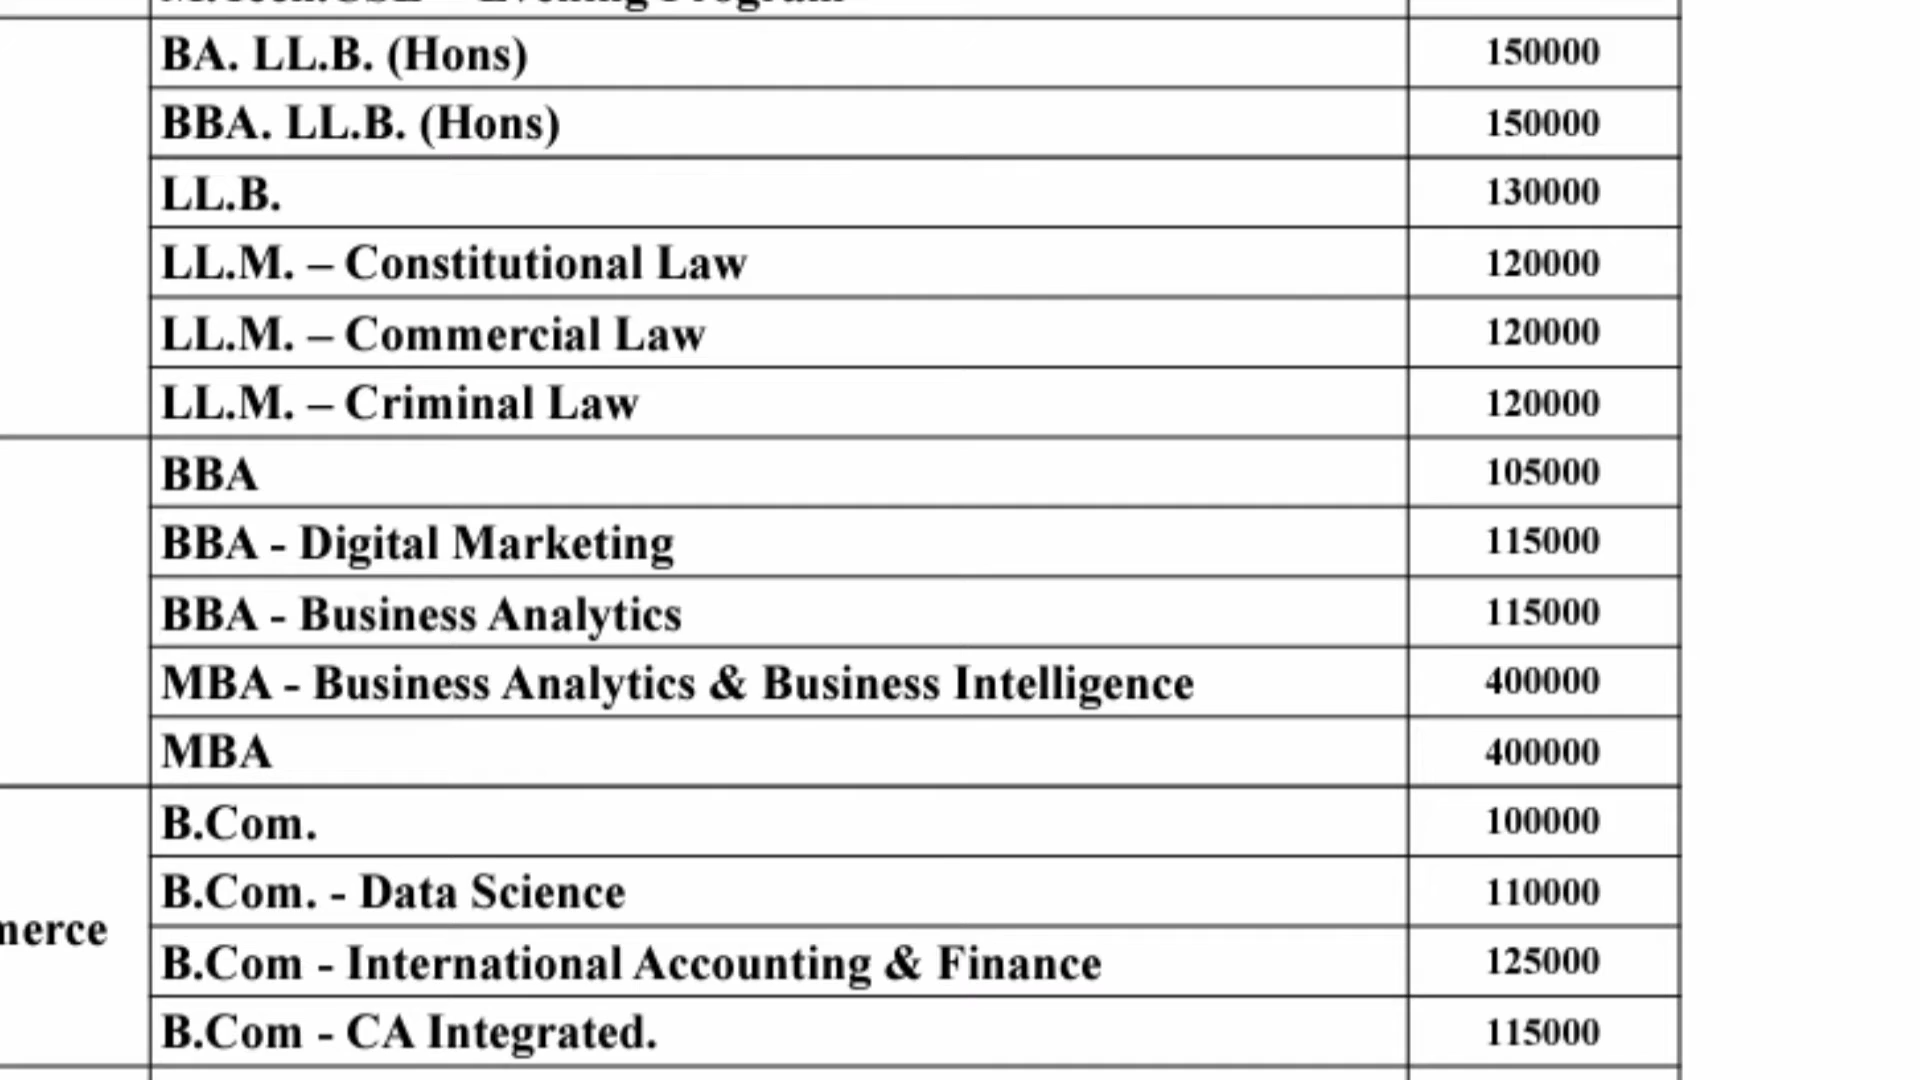 BA. LL.B. (Hons) 150000
BBA. LL.B. (Hons) 150000
LL.B. 130000
LL.M. – Constitutional Law 120000
LL.M. – Commercial Law 120000
LL.M. – Criminal Law 120000
BBA 105000
BBA - Digital Marketing 115000
BBA - Business Analytics 115000
MBA - Business Analytics & Business Intelligence 400000
MBA 400000
B.Com. 100000
B.Com. - Data Science 110000
merce
B.Com - International Accounting & Finance 125000
B.Com - CA Integrated. 115000